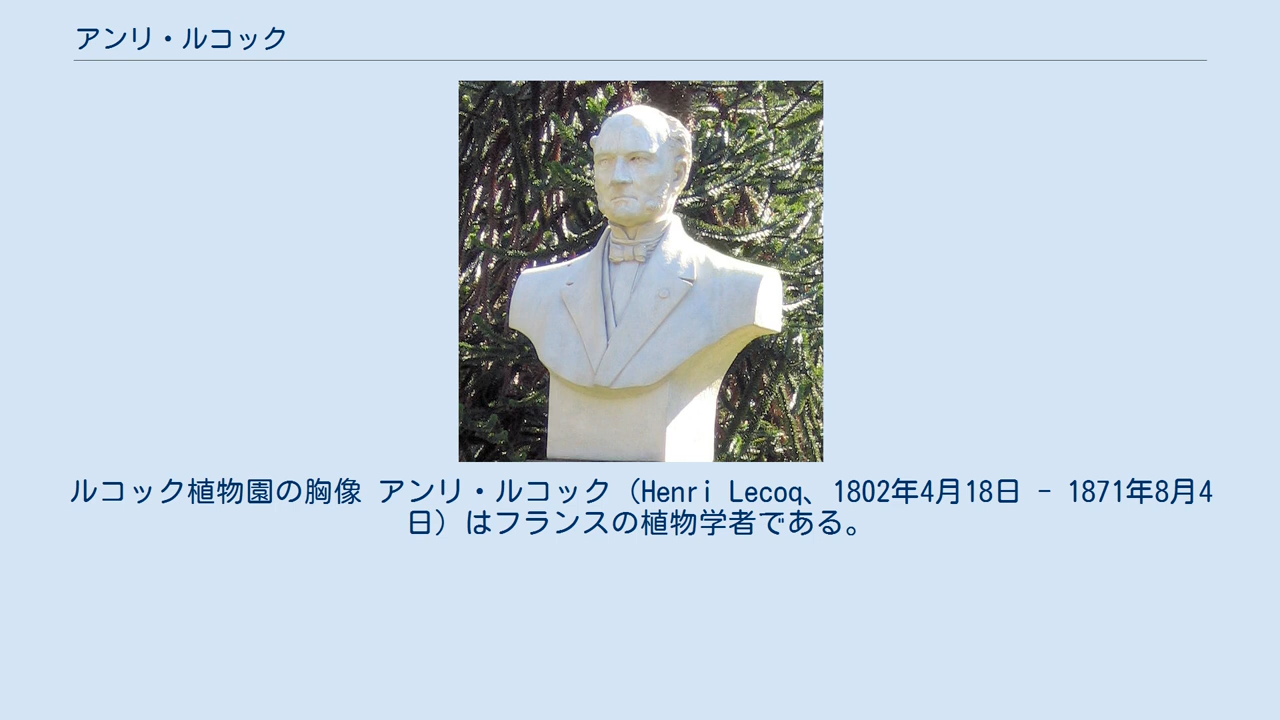 アンリ・ルコック
ルコック植物園の胸像 アンリ・ルコック（Henri Lecoq、1802年4月18日 - 1871年8月4
日）はフランスの植物学者である。